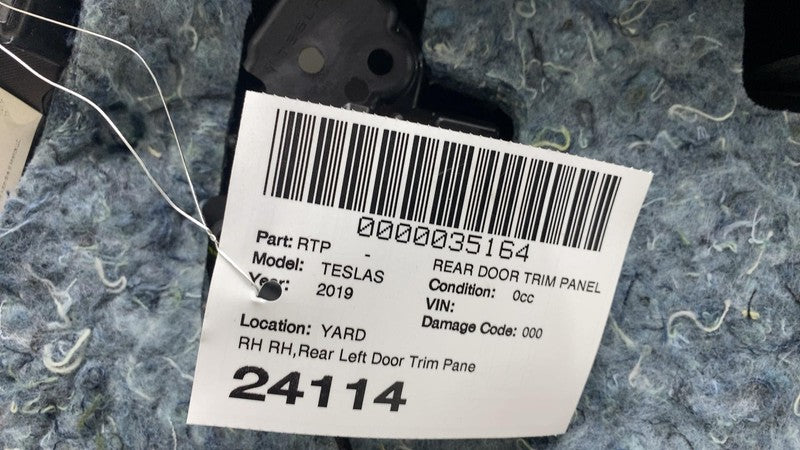 0000035164
Part: RTP -
REAR DOOR TRIM PANEL
Model: TESLAS
Condition: 0cc
Year: 2019
VIN:
Damage Code: 000
Location: YARD
RH RH,Rear Left Door Trim Pane
24114